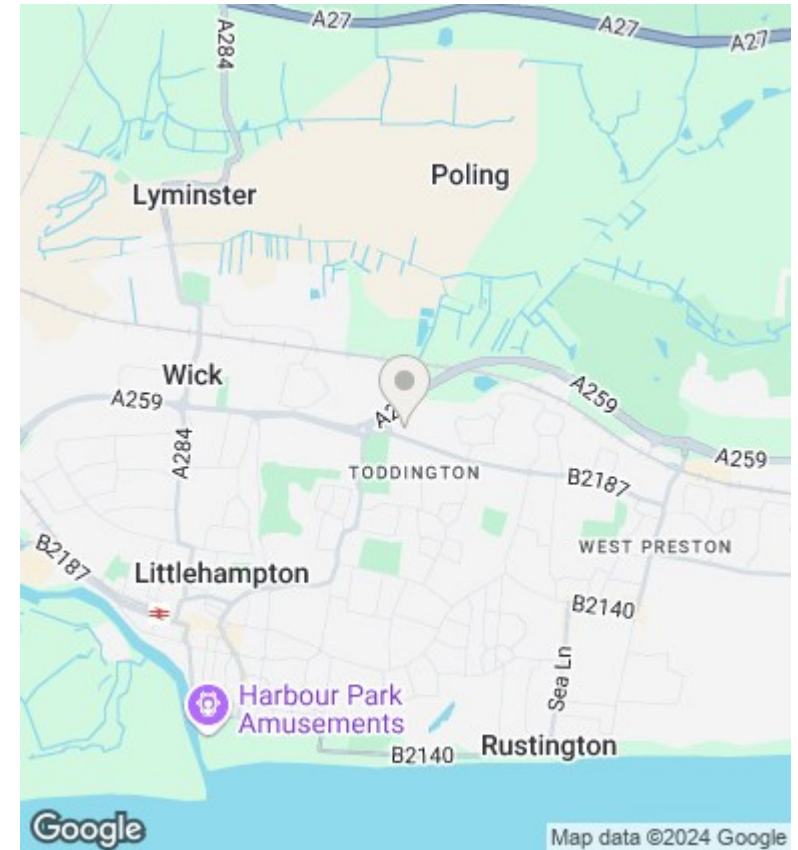 A27
A27
A27
A284
Poling
Lyminster
Wick
A259
A2
A259
A284
TODDINGTON
B2187
A259
B2187
WEST PRESTON
Littlehampton
B2140
Sea Ln
Harbour Park
Amusements
Rustington
B2140
Google
Map data ©2024 Google